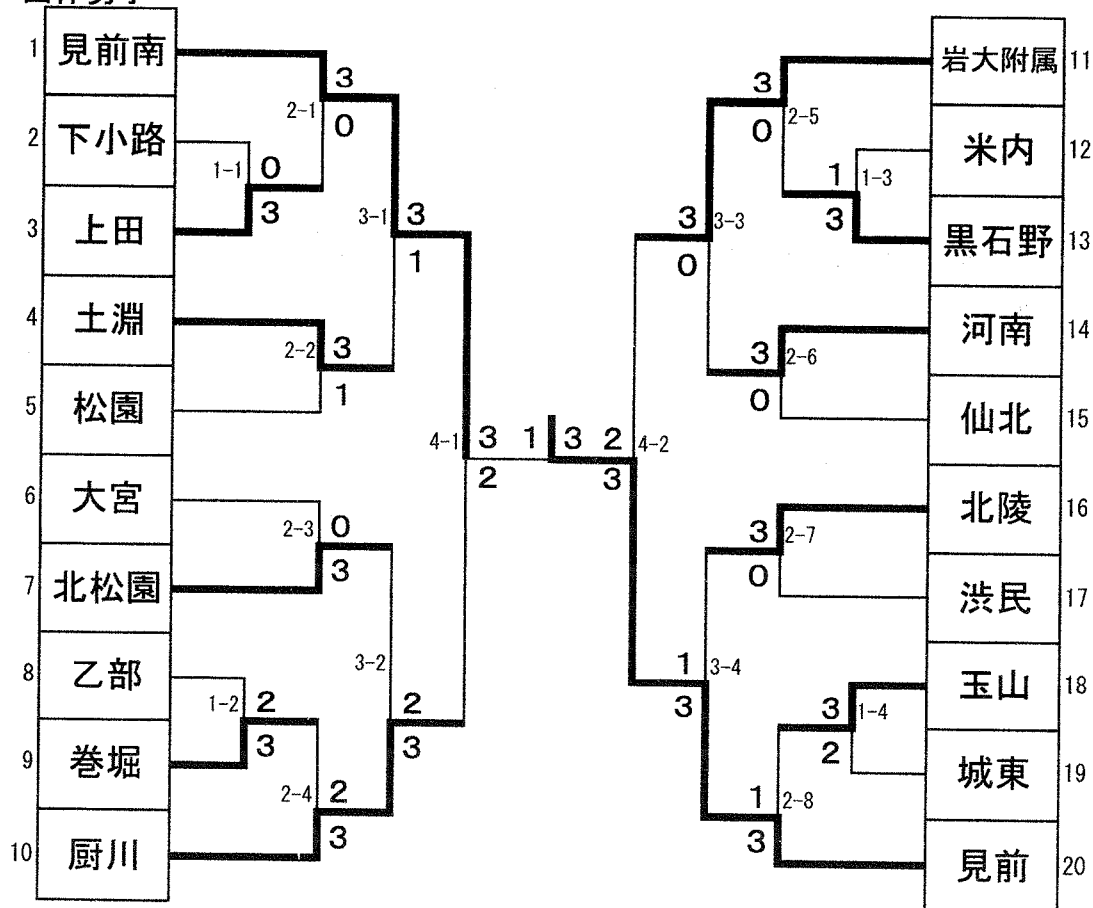 1 見前南
2 下小路
3 上田
4 土淵
5 松園
6 大宮
7 北松園
8 乙部
9 巻堀
10 厨川
1-1 0
3
1-2 2
3
2-1 3
0
2-2 3
1
2-3 0
3
2-4 2
3
3-1 3
1
3-2 2
3
4-1 3
2
1 3
2 4-2
3
3 3-3
0
1 3-4
3
3 2-5
0
3 2-6
0
3 2-7
0
1 2-8
3
1 1-3
3
3 1-4
2
岩大附属 11
米内 12
黒石野 13
河南 14
仙北 15
北陵 16
渋民 17
玉山 18
城東 19
見前 20